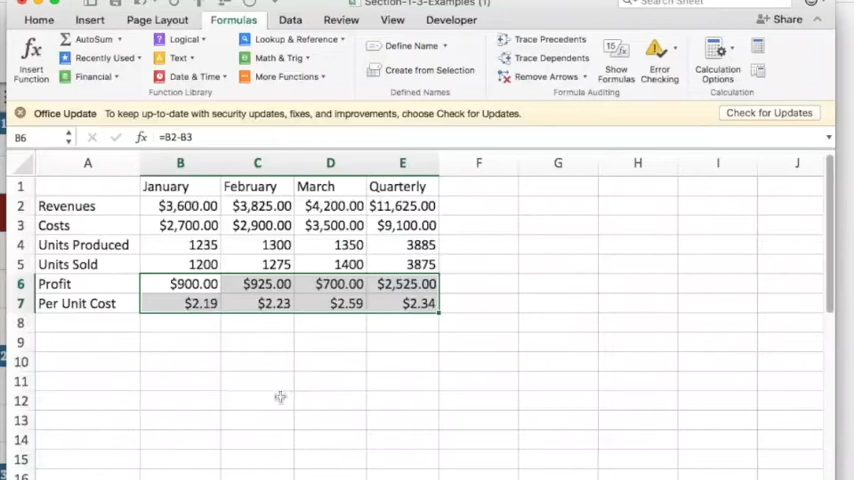 Section-1-3-Examples (1)
Search Sheet
Home Insert Page Layout Formulas Data Review View Developer Share
AutoSum Logical Lookup & Reference Define Name Trace Precedents
Recently Used Text Math & Trig Trace Dependents
Financial Date & Time More Functions Create from Selection Remove Arrows
Insert Function
Show Formulas
Error Checking
Calculation Options
Function Library Defined Names Formula Auditing Calculation
Office Update To keep up-to-date with security updates, fixes, and improvements, choose Check for Updates. Check for Updates
B6 fx =B2-B3
A B C D E F G H I J
1 January February March Quarterly
2 Revenues $3,600.00 $3,825.00 $4,200.00 $11,625.00
3 Costs $2,700.00 $2,900.00 $3,500.00 $9,100.00
4 Units Produced 1235 1300 1350 3885
5 Units Sold 1200 1275 1400 3875
6 Profit $900.00 $925.00 $700.00 $2,525.00
7 Per Unit Cost $2.19 $2.23 $2.59 $2.34
8
9
10
11
12
13
14
15
16